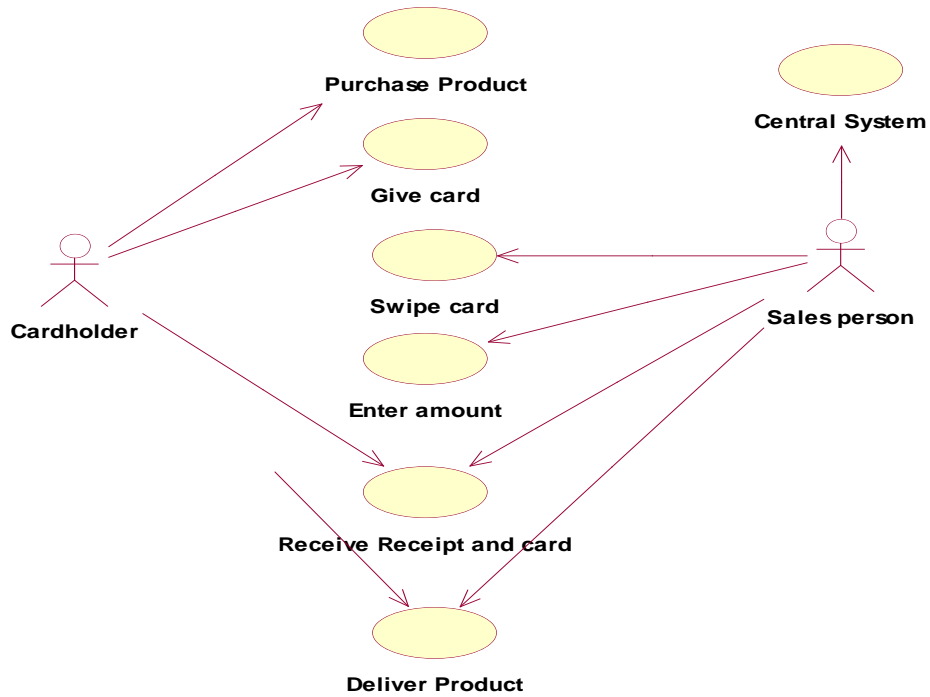 Purchase Product
Central System
Give card
Swipe card
Sales person
Cardholder
Enter amount
Receive Receipt and card
Deliver Product